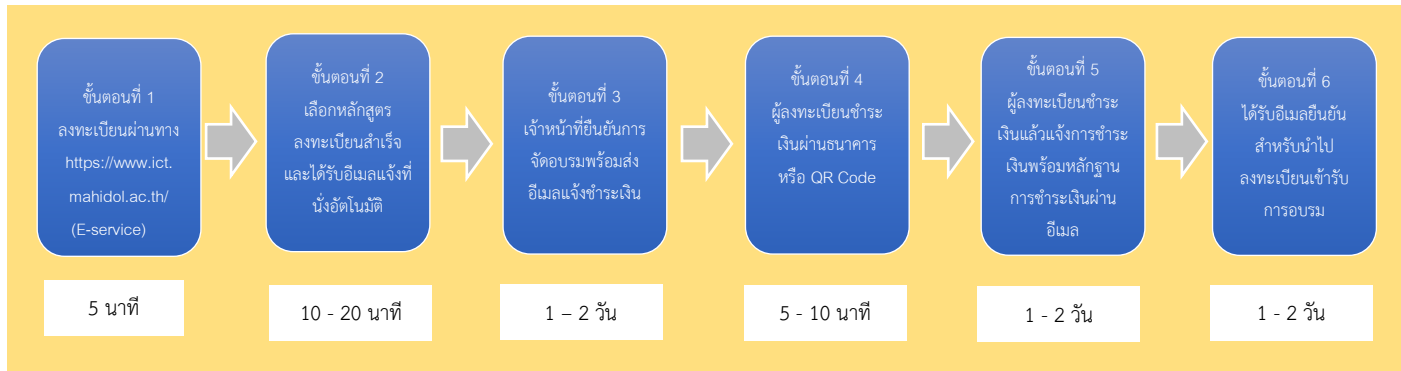 ขั้นตอนที่ 1
ลงทะเบียนผ่านทาง
https://www.ict.
mahidol.ac.th/
(E-service)
ขั้นตอนที่ 2
เลือกหลักสูตร
ลงทะเบียนสำเร็จ
และได้รับอีเมลแจ้งที่
นั่งอัตโนมัติ
ขั้นตอนที่ 3
เจ้าหน้าที่ยืนยันการ
จัดอบรมพร้อมส่ง
อีเมลแจ้งชำระเงิน
ขั้นตอนที่ 4
ผู้ลงทะเบียนชำระ
เงินผ่านธนาคาร
หรือ QR Code
ขั้นตอนที่ 5
ผู้ลงทะเบียนชำระ
เงินแล้วแจ้งการชำระ
เงินพร้อมหลักฐาน
การชำระเงินผ่าน
อีเมล
ขั้นตอนที่ 6
ได้รับอีเมลยืนยัน
สำหรับนำไป
ลงทะเบียนเข้ารับ
การอบรม
5 นาที
10 - 20 นาที
1 – 2 วัน
5 - 10 นาที
1 - 2 วัน
1 - 2 วัน